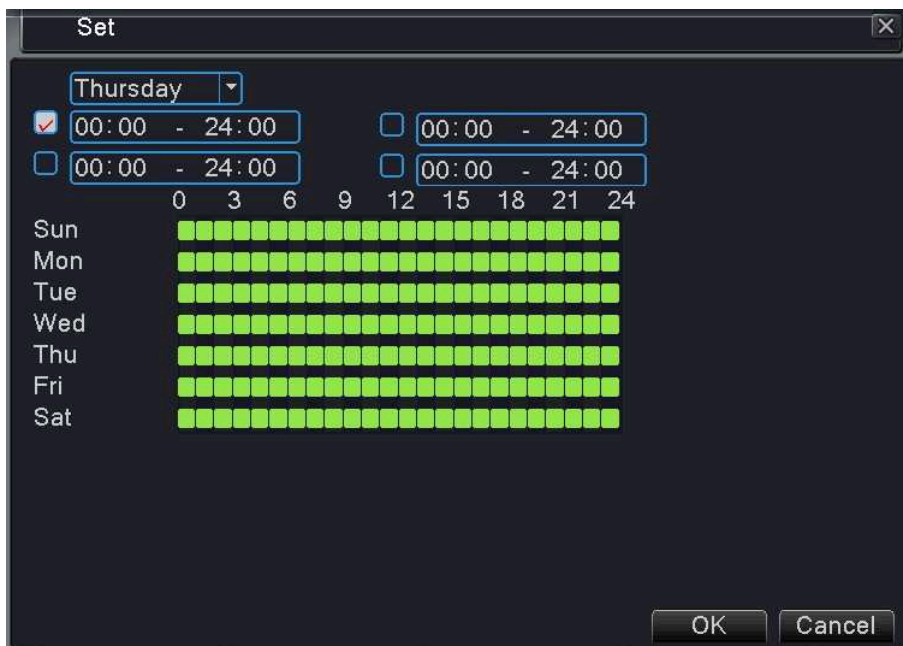 Set
Thursday
00:00 - 24:00 00:00 - 24:00
00:00 - 24:00 00:00 - 24:00
0 3 6 9 12 15 18 21 24
Sun
Mon
Tue
Wed
Thu
Fri
Sat
OK Cancel